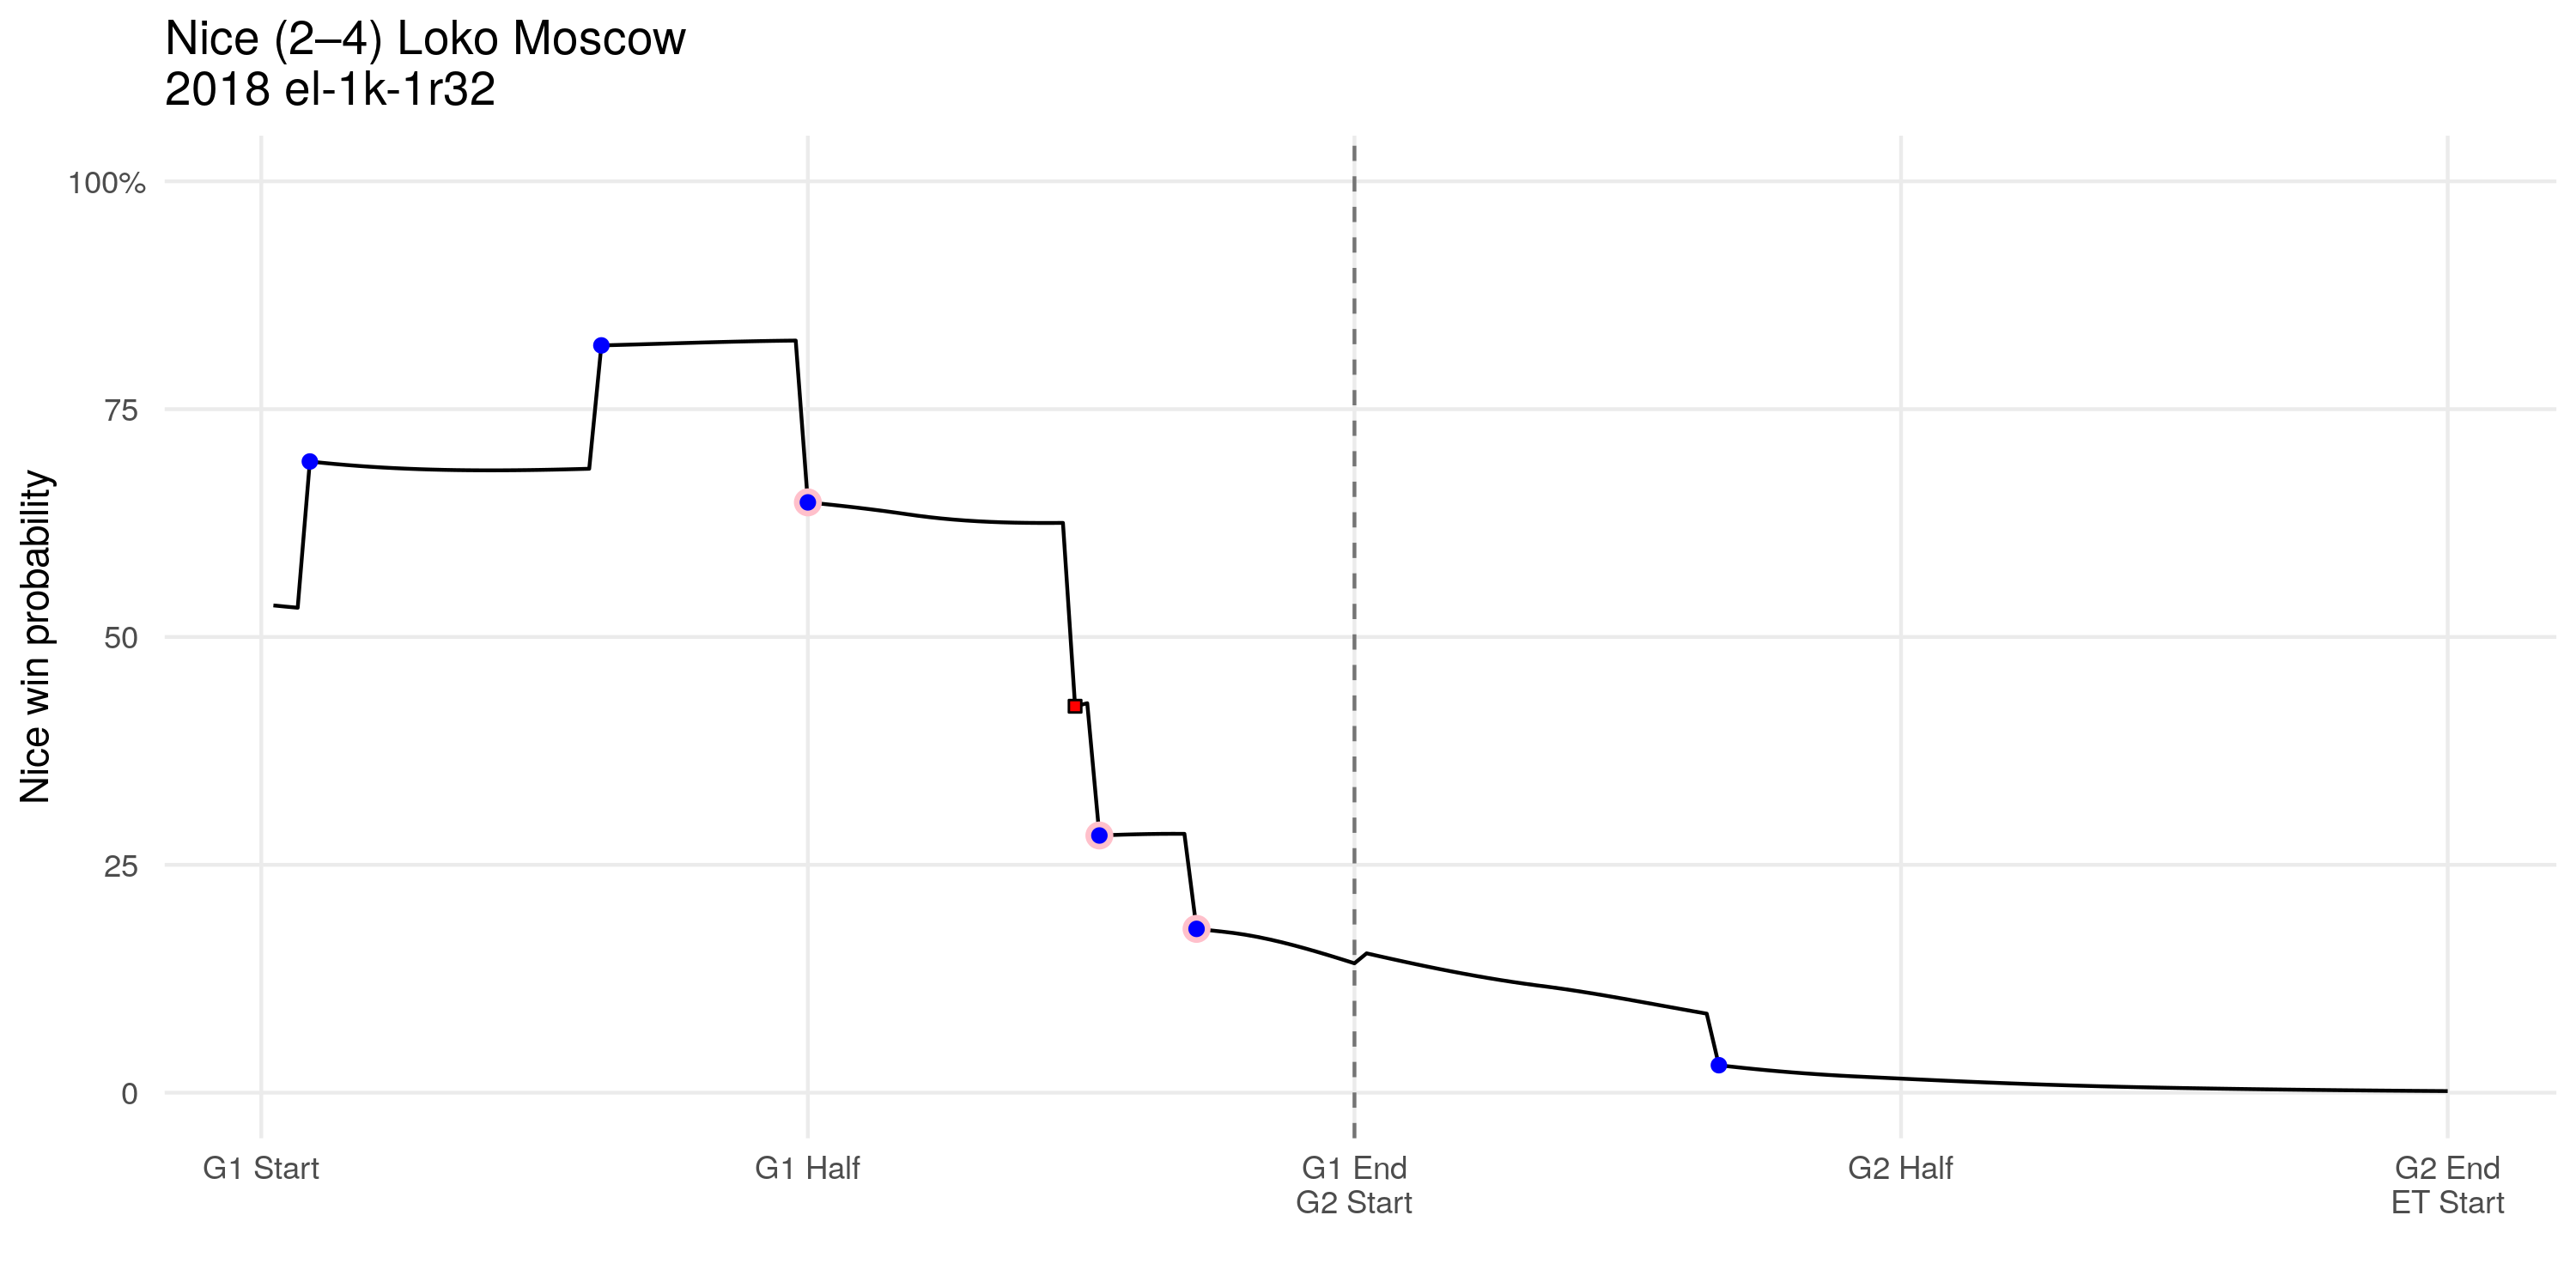 Nice (2–4) Loko Moscow
2018 el-1k-1r32
Nice win probability
100%
75
50
25
0
G1 Start
G1 Half
G1 End
G2 Start
G2 Half
G2 End
ET Start